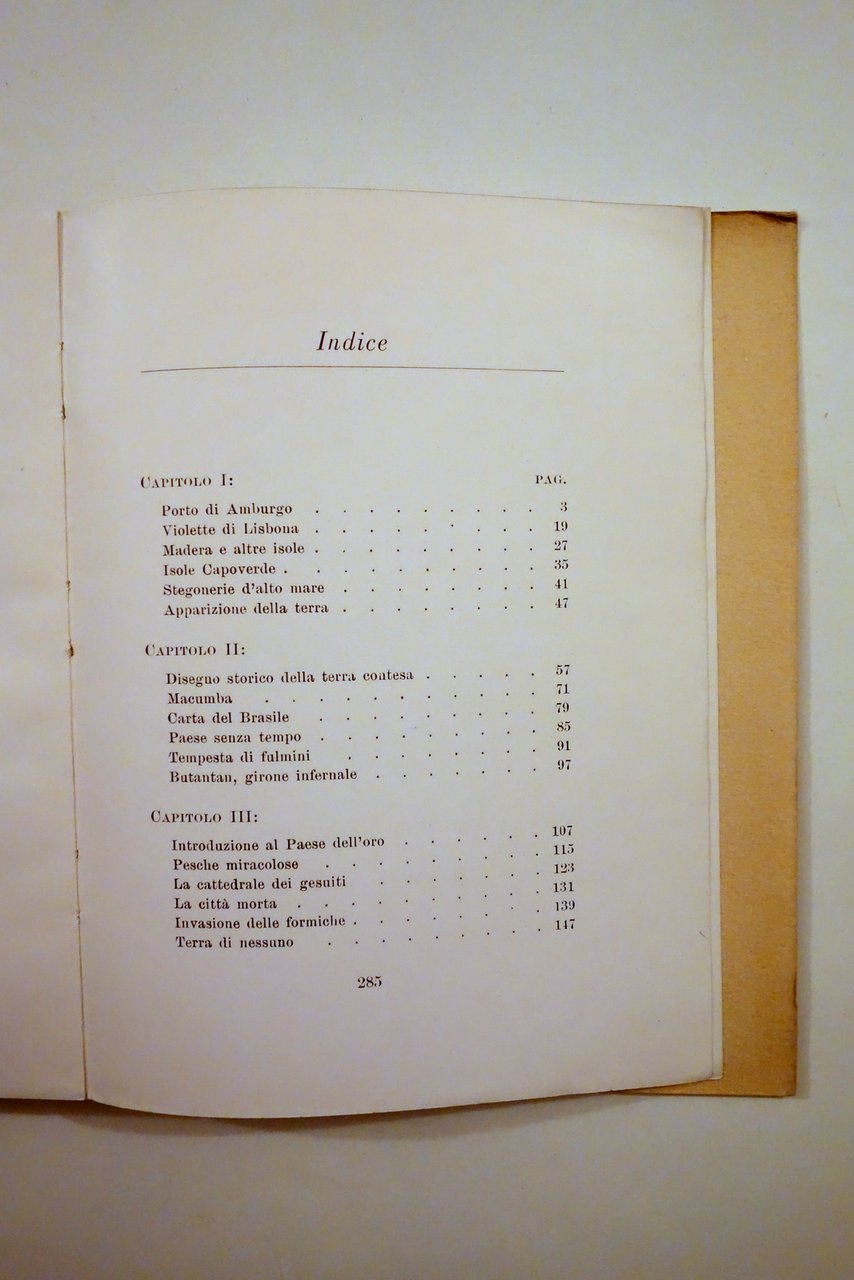 Indice
CAPITOLO I: PAG.
Porto di Amburgo . . . . . . . . . 3
Violette di Lisbona . . . . . . . . . 19
Madera e altre isole . . . . . . . . . 27
Isole Capoverde . . . . . . . . . . 35
Stegonerie d'alto mare . . . . . . . . 41
Apparizione della terra . . . . . . . . 47
CAPITOLO II:
Disegno storico della terra contesa . . . . . 57
Macumba . . . . . . . . . . . 71
Carta del Brasile . . . . . . . . . 79
Paese senza tempo . . . . . . . . . 85
Tempesta di fulmini . . . . . . . . 91
Butantan, girone infernale . . . . . . . 97
CAPITOLO III:
Introduzione al Paese dell'oro . . . . . . 107
Pesche miracolose . . . . . . . . . 115
La cattedrale dei gesuiti . . . . . . . 123
La città morta . . . . . . . . . . 131
Invasione delle formiche . . . . . . . . 139
Terra di nessuno . . . . . . . . . 147
285